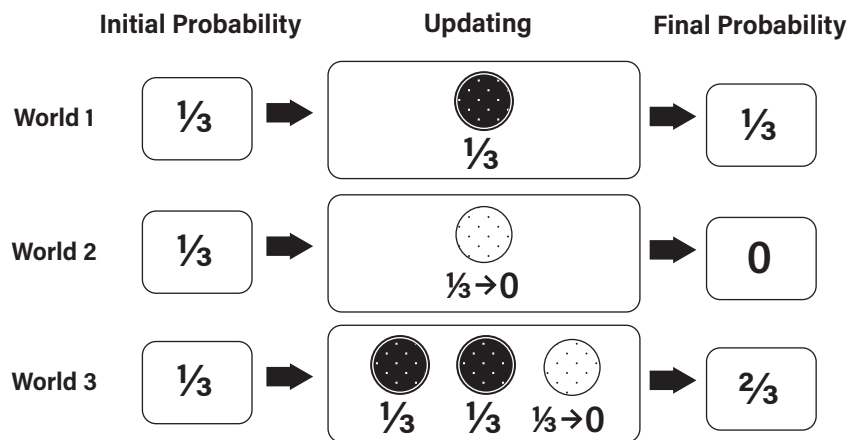 Initial Probability Updating Final Probability
World 1 ⅓ ⅓ ⅓
World 2 ⅓ ⅓→0 0
World 3 ⅓ ⅓ ⅓ ⅓→0 ⅔